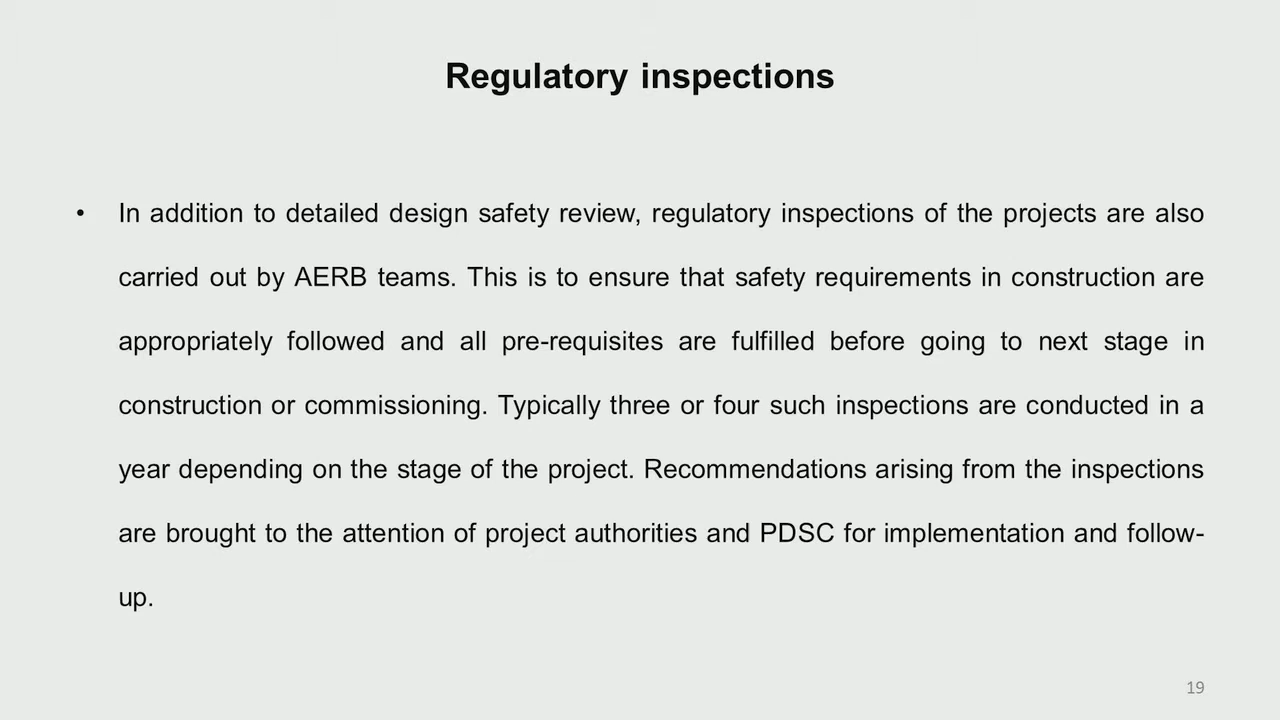 Regulatory inspections
• In addition to detailed design safety review, regulatory inspections of the projects are also
carried out by AERB teams. This is to ensure that safety requirements in construction are
appropriately followed and all pre-requisites are fulfilled before going to next stage in
construction or commissioning. Typically three or four such inspections are conducted in a
year depending on the stage of the project. Recommendations arising from the inspections
are brought to the attention of project authorities and PDSC for implementation and follow-
up.
19